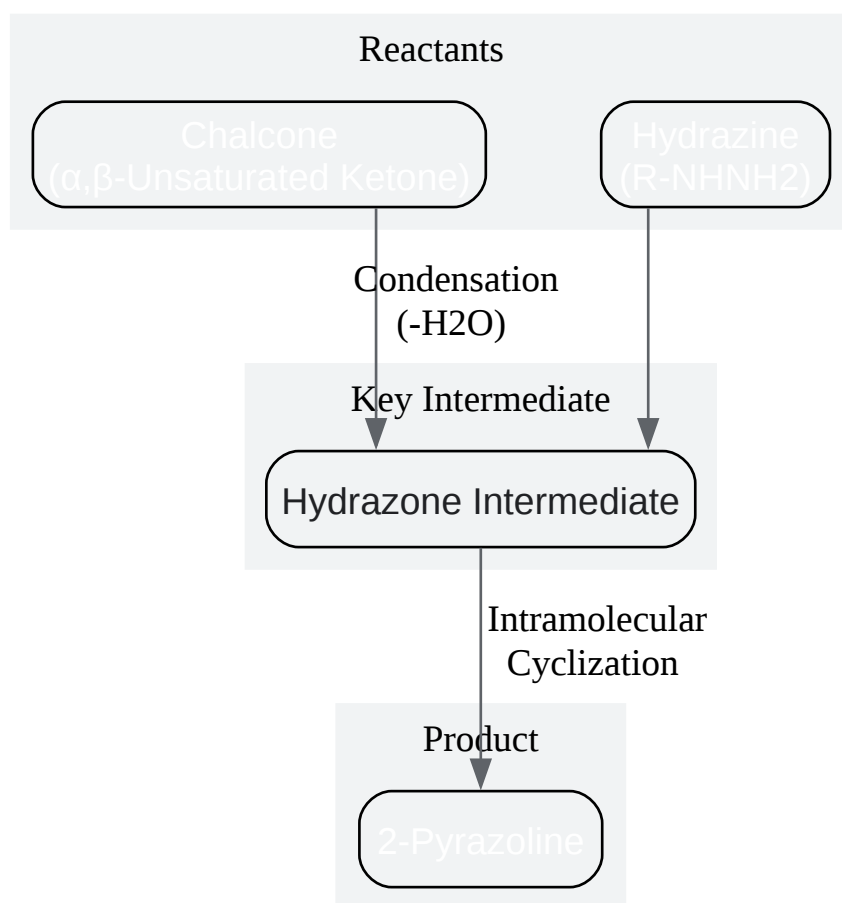 Reactants
Chalcone
(α,β-Unsaturated Ketone)
Hydrazine
(R-NHNH2)
Condensation
(-H2O)
Key Intermediate
Hydrazone Intermediate
Intramolecular
Cyclization
Product
2-Pyrazoline